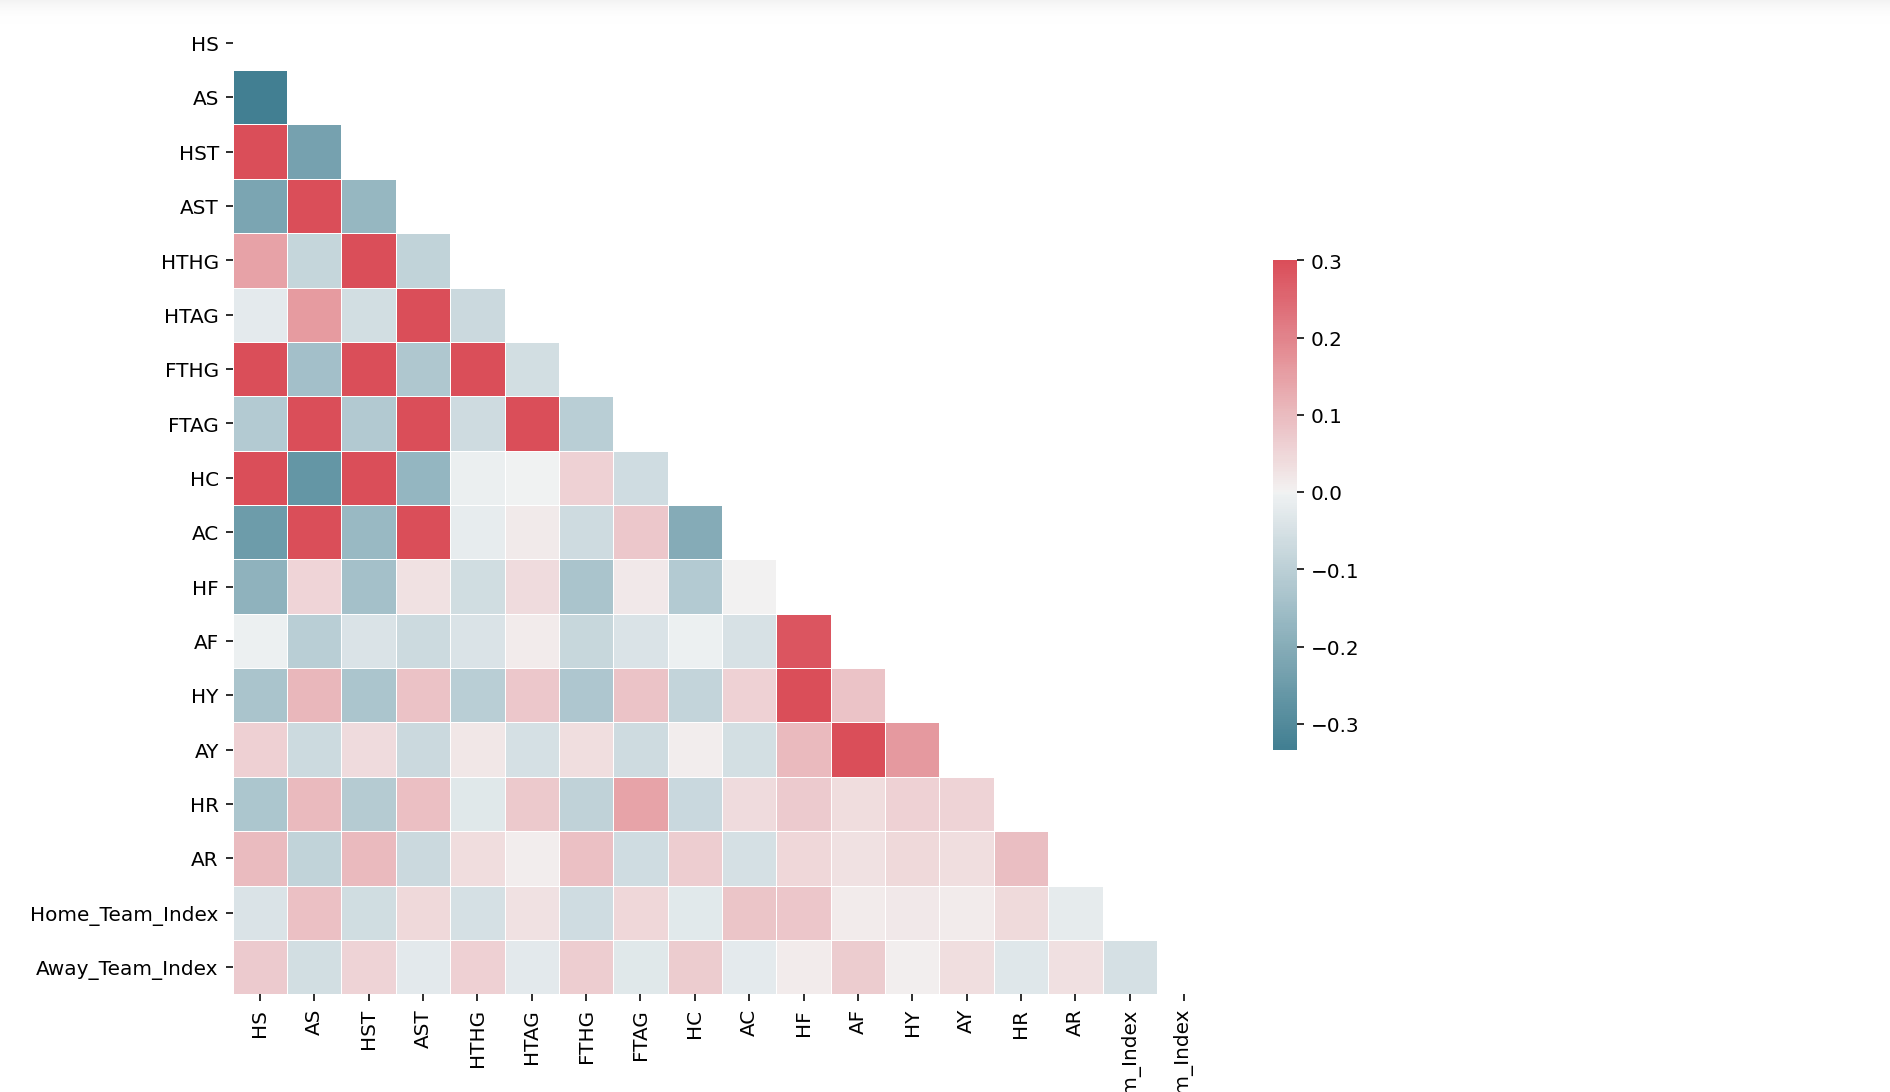 HS
AS
HST
AST
HTHG
HTAG
FTHG
FTAG
HC
AC
HF
AF
HY
AY
HR
AR
Home_Team_Index
Away_Team_Index
HS
AS
HST
AST
HTHG
HTAG
FTHG
FTAG
HC
AC
HF
AF
HY
AY
HR
AR
m_Index
m_Index
0.3
0.2
0.1
0.0
−0.1
−0.2
−0.3